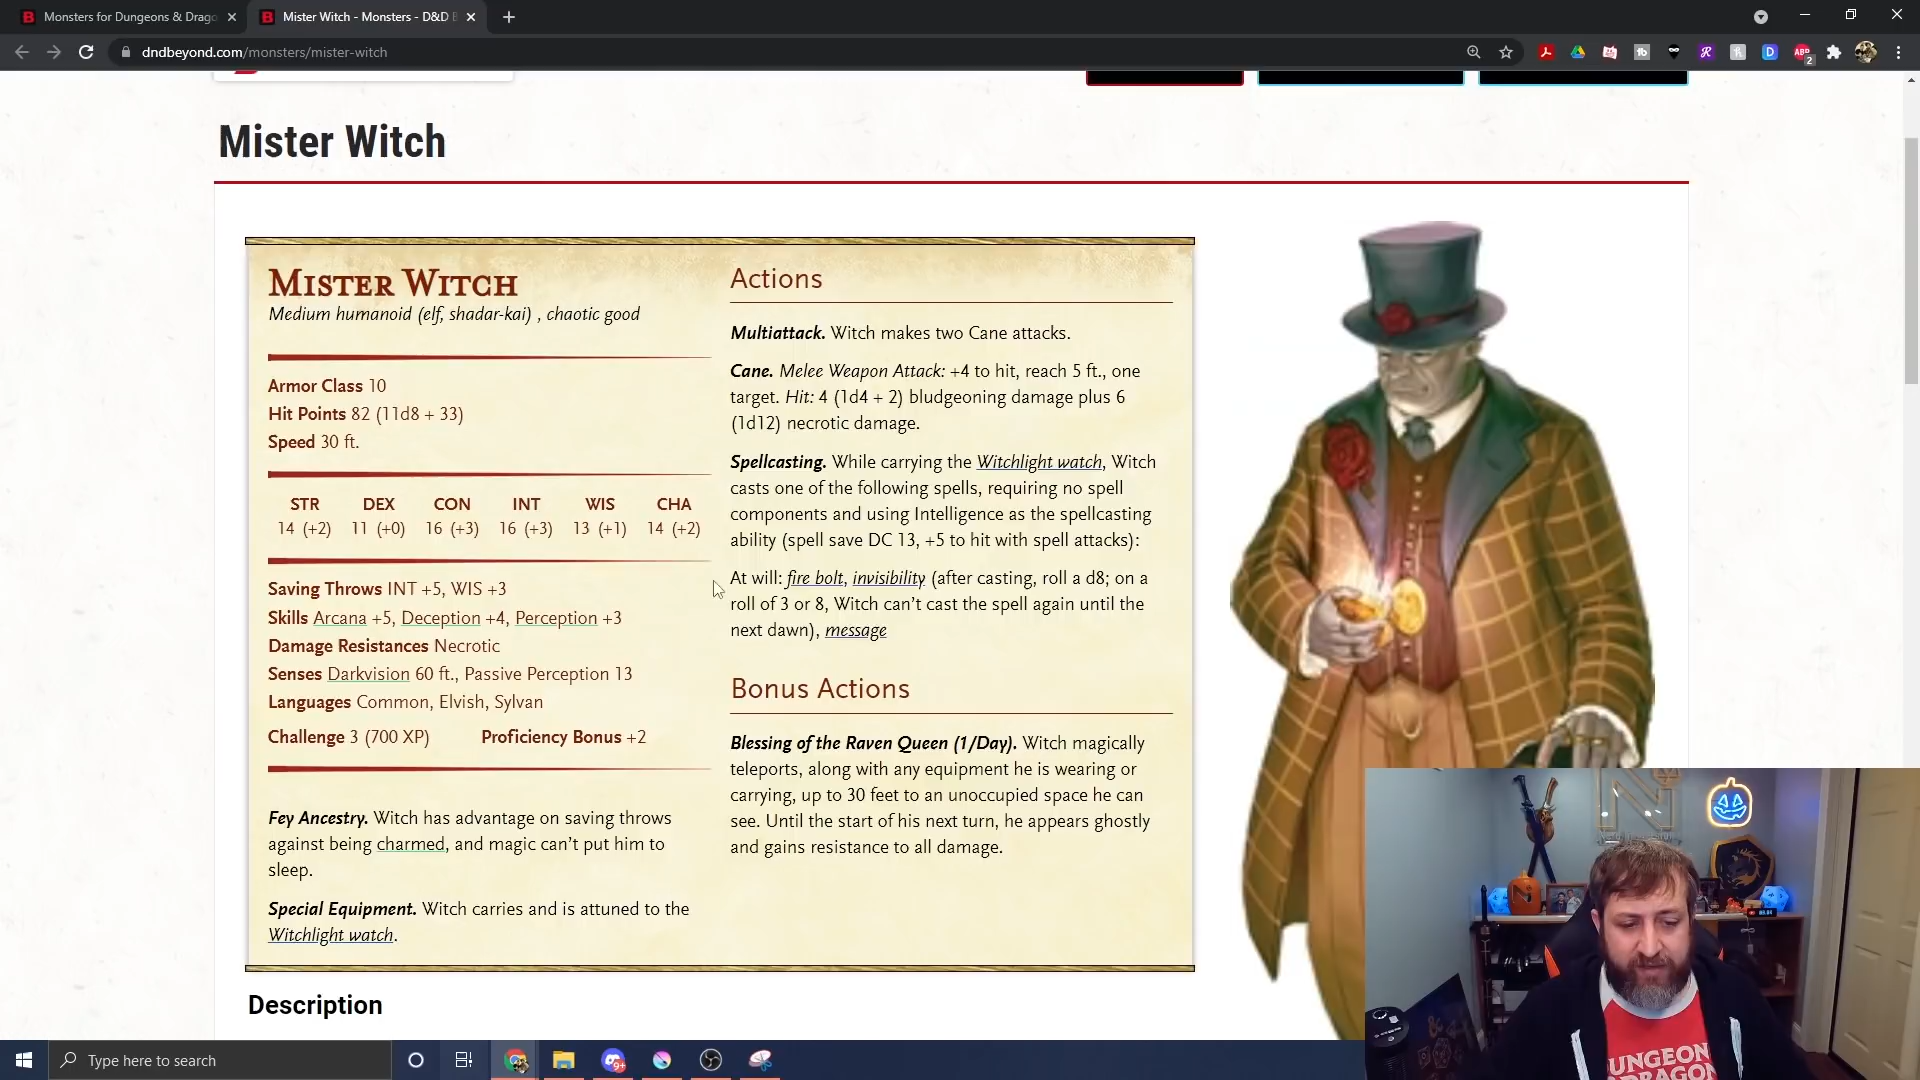 Monsters for Dungeons & Drago
Mister Witch - Monsters - D&D B
dndbeyond.com/monsters/mister-witch
Mister Witch
Mister Witch
Medium humanoid (elf, shadar-kai) , chaotic good
Armor Class 10
Hit Points 82 (11d8 + 33)
Speed 30 ft.
STR DEX CON INT WIS CHA
14 (+2) 11 (+0) 16 (+3) 16 (+3) 13 (+1) 14 (+2)
Saving Throws INT +5, WIS +3
Skills Arcana +5, Deception +4, Perception +3
Damage Resistances Necrotic
Senses Darkvision 60 ft., Passive Perception 13
Languages Common, Elvish, Sylvan
Challenge 3 (700 XP) Proficiency Bonus +2
Fey Ancestry. Witch has advantage on saving throws
against being charmed, and magic can't put him to
sleep.
Special Equipment. Witch carries and is attuned to the
Witchlight watch.
Actions
Multiattack. Witch makes two Cane attacks.
Cane. Melee Weapon Attack: +4 to hit, reach 5 ft., one
target. Hit: 4 (1d4 + 2) bludgeoning damage plus 6
(1d12) necrotic damage.
Spellcasting. While carrying the Witchlight watch, Witch
casts one of the following spells, requiring no spell
components and using Intelligence as the spellcasting
ability (spell save DC 13, +5 to hit with spell attacks):
At will: fire bolt, invisibility (after casting, roll a d8; on a
roll of 3 or 8, Witch can't cast the spell again until the
next dawn), message
Bonus Actions
Blessing of the Raven Queen (1/Day). Witch magically
teleports, along with any equipment he is wearing or
carrying, up to 30 feet to an unoccupied space he can
see. Until the start of his next turn, he appears ghostly
and gains resistance to all damage.
Description
UNGEON
DRAGON
Type here to search